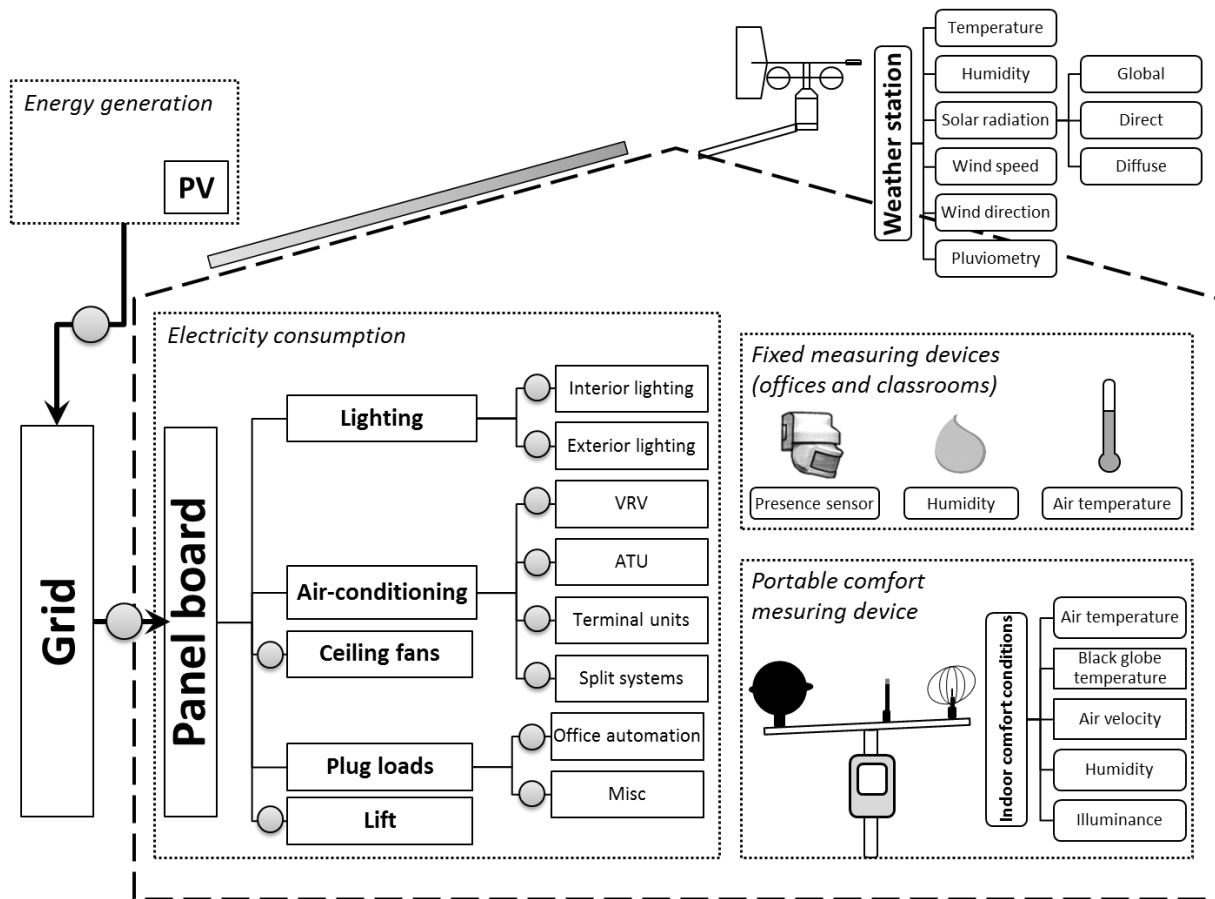 Energy generation
PV
Grid
Weather station
Temperature
Humidity
Solar radiation
Wind speed
Wind direction
Pluviometry
Global
Direct
Diffuse
Electricity consumption
Panel board
Lighting
Interior lighting
Exterior lighting
Air-conditioning
VRV
ATU
Terminal units
Split systems
Ceiling fans
Plug loads
Office automation
Misc
Lift
Fixed measuring devices
(offices and classrooms)
Presence sensor
Humidity
Air temperature
Portable comfort
mesuring device
Indoor comfort conditions
Air temperature
Black globe
temperature
Air velocity
Humidity
Illuminance